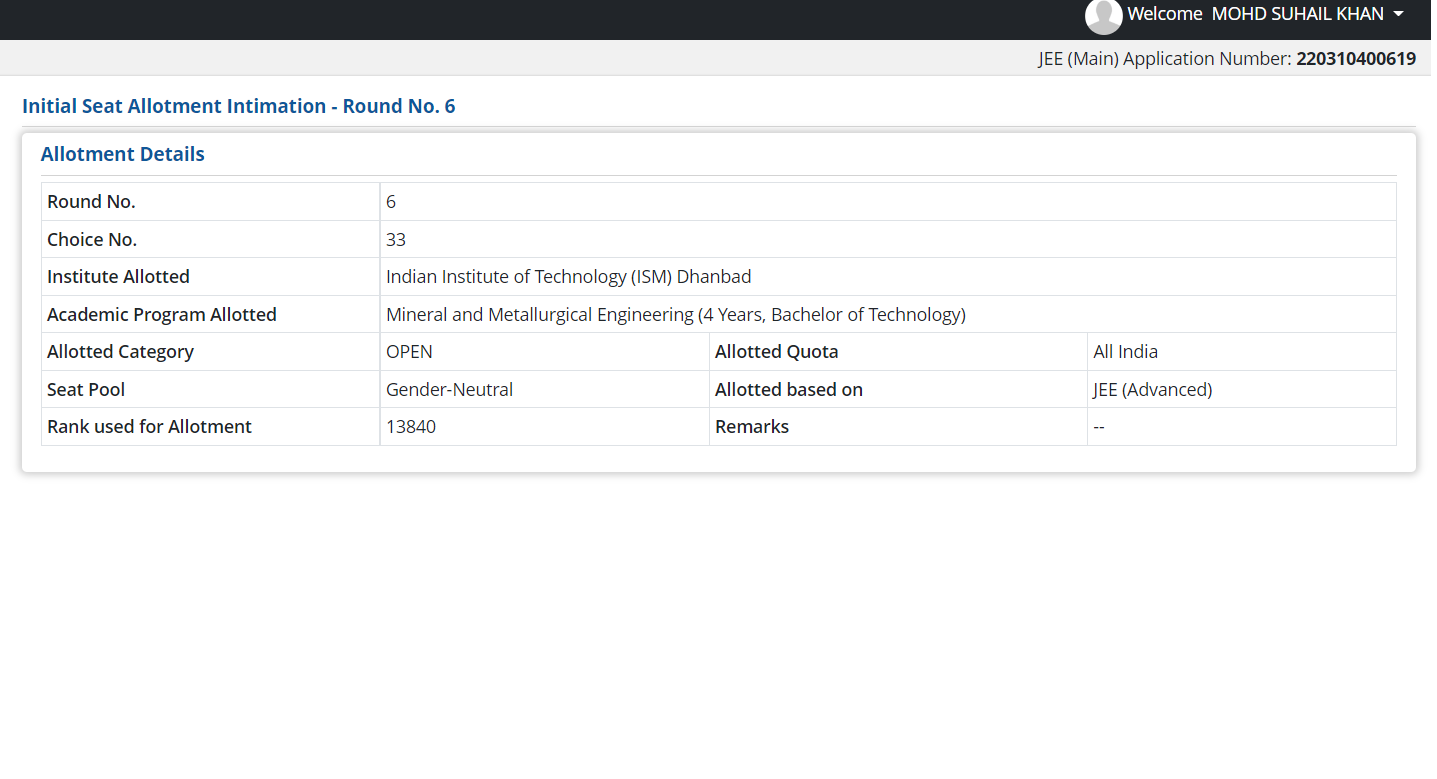 Welcome MOHD SUHAIL KHAN
JEE (Main) Application Number: 220310400619
Initial Seat Allotment Intimation - Round No. 6
Allotment Details
Round No. 6
Choice No. 33
Institute Allotted Indian Institute of Technology (ISM) Dhanbad
Academic Program Allotted Mineral and Metallurgical Engineering (4 Years, Bachelor of Technology)
Allotted Category OPEN Allotted Quota All India
Seat Pool Gender-Neutral Allotted based on JEE (Advanced)
Rank used for Allotment 13840 Remarks --